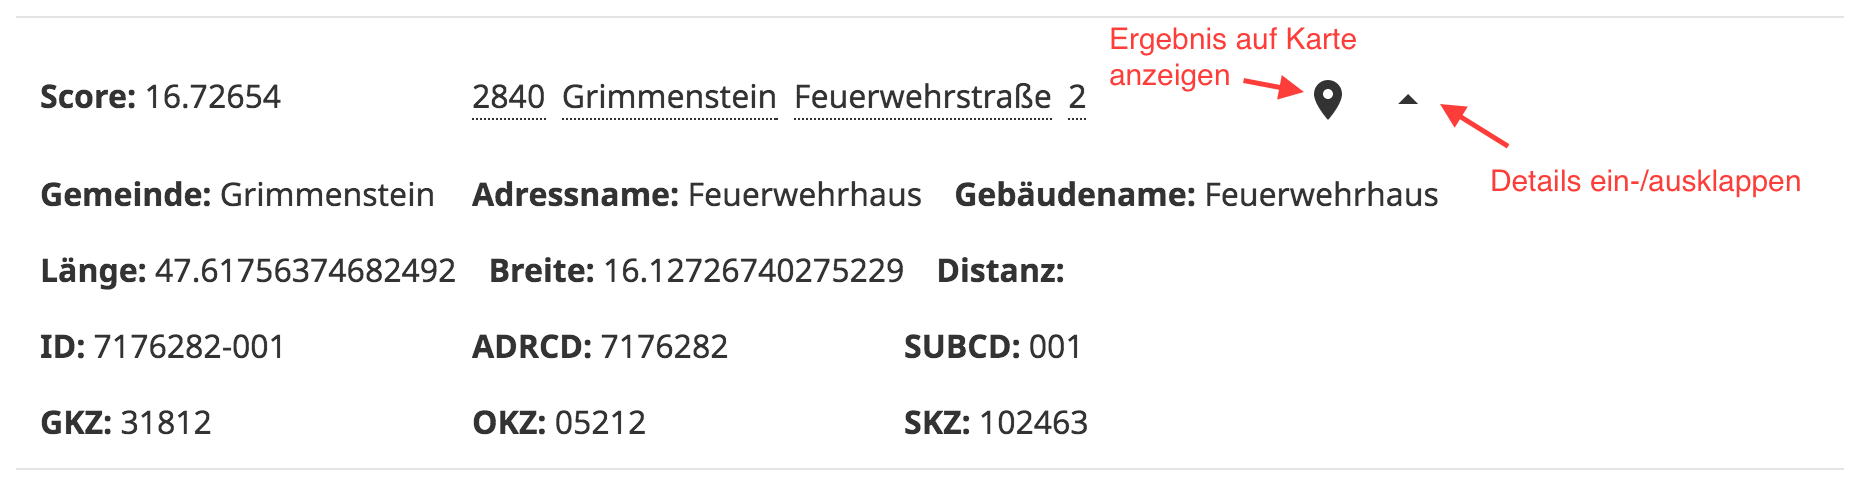 Ergebnis auf Karte
anzeigen
Score: 16.72654 2840 Grimmenstein Feuerwehrstraße 2
Details ein-/ausklappen
Gemeinde: Grimmenstein Adressname: Feuerwehrhaus Gebäudename: Feuerwehrhaus
Länge: 47.61756374682492 Breite: 16.12726740275229 Distanz:
ID: 7176282-001 ADRCD: 7176282 SUBCD: 001
GKZ: 31812 OKZ: 05212 SKZ: 102463